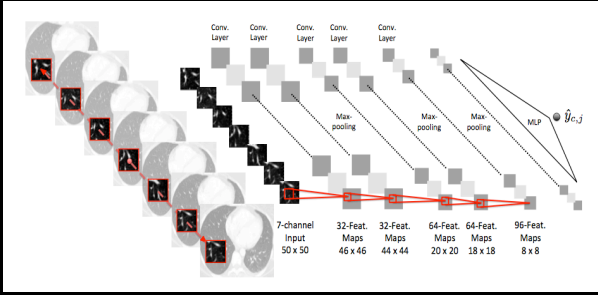 Conv.
Layer
Conv.
Layer
Conv.
Layer
Conv.
Layer
Conv.
Layer
Max-
pooling
Max-
pooling
Max-
pooling
MLP
ŷc,j
7-channel
Input
50 x 50
32-Feat.
Maps
46 x 46
32-Feat.
Maps
44 x 44
64-Feat.
Maps
20 x 20
64-Feat.
Maps
18 x 18
96-Feat.
Maps
8 x 8